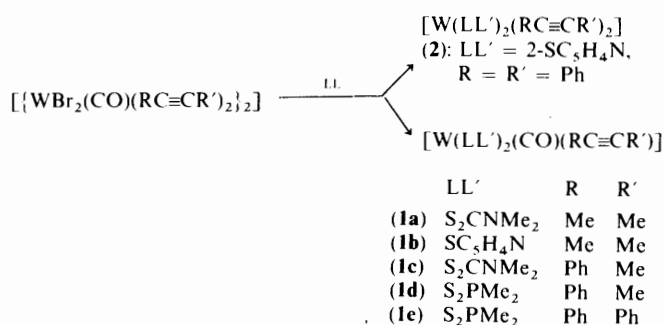 [W(LL′)₂(RC≡CR′)₂]
(2): LL′ = 2-SC₅H₄N,
R = R′ = Ph
[{WBr₂(CO)(RC≡CR′)₂}₂]
[W(LL′)₂(CO)(RC≡CR′)]
LL′ R R′
(1a) S₂CNMe₂ Me Me
(1b) SC₅H₄N Me Me
(1c) S₂CNMe₂ Ph Me
(1d) S₂PMe₂ Ph Me
(1e) S₂PMe₂ Ph Ph